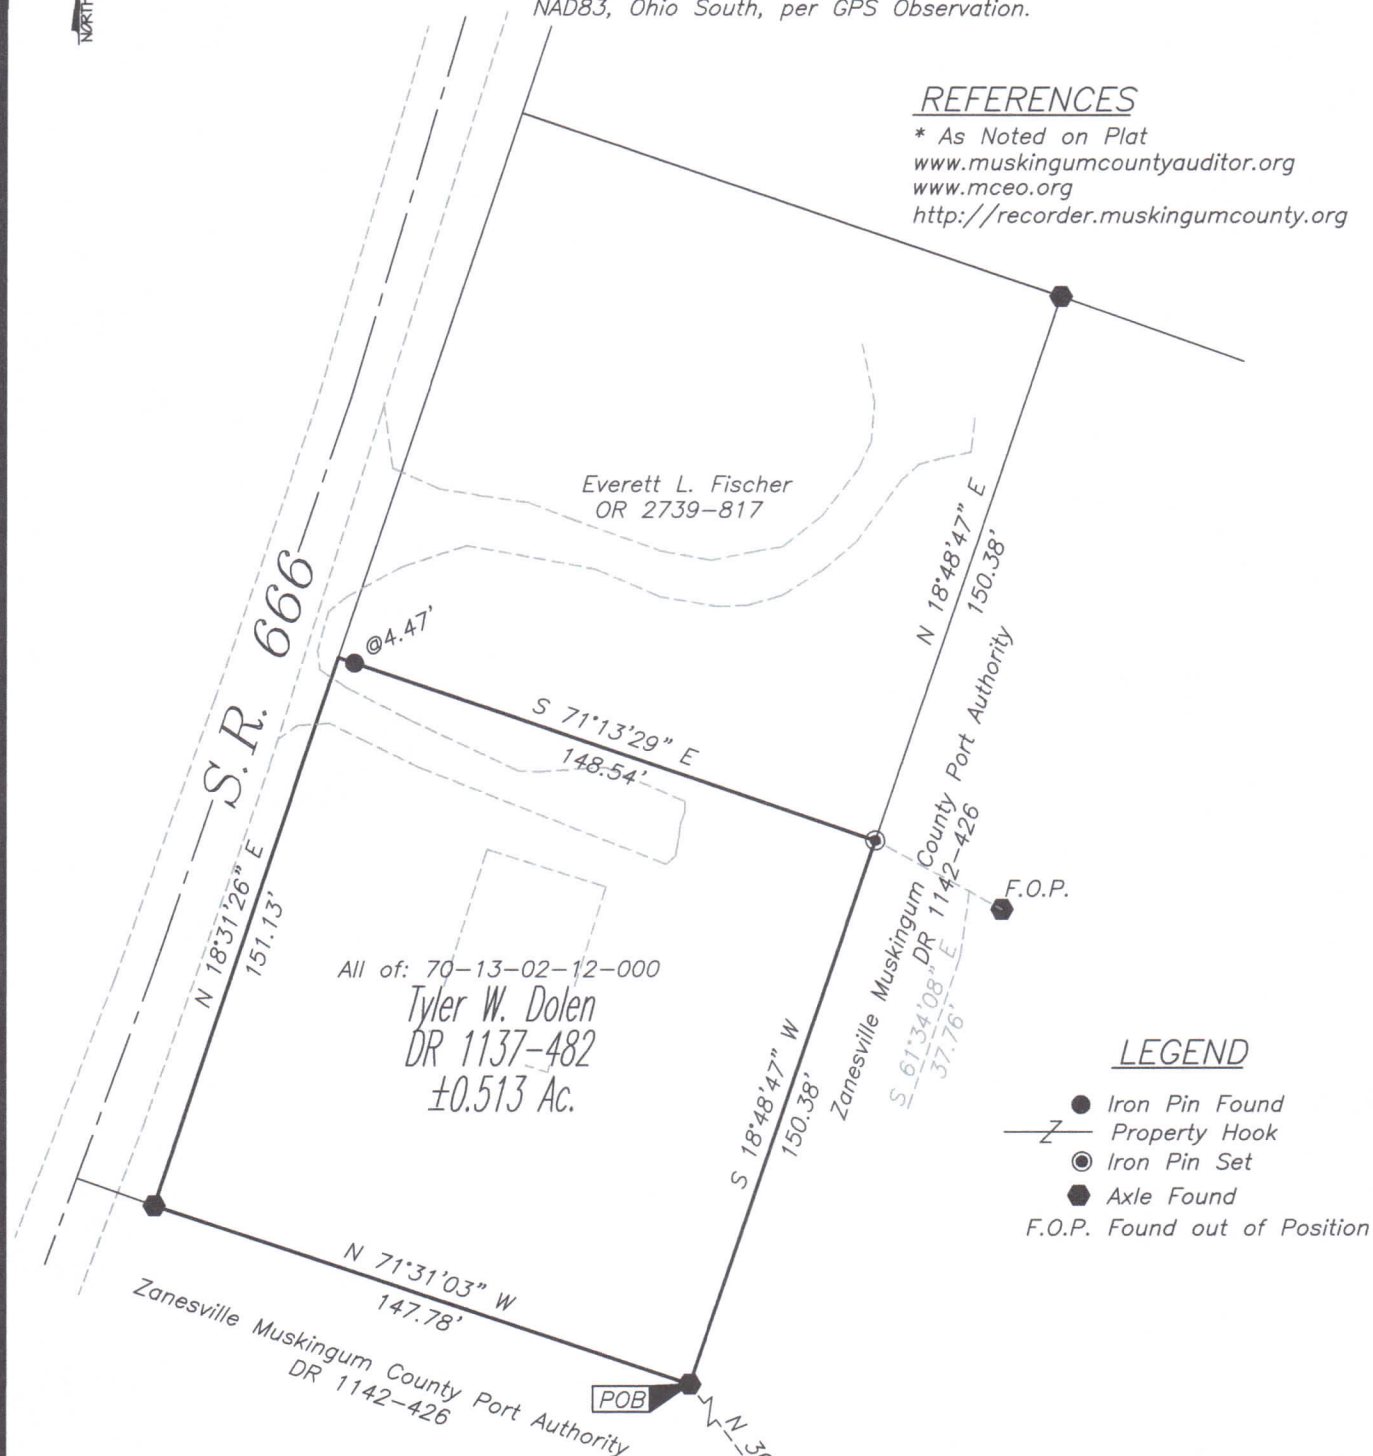 NORTH
NAD83, Ohio South, per GPS Observation.
REFERENCES
* As Noted on Plat
www.muskingumcountyauditor.org
www.mceo.org
http://recorder.muskingumcounty.org
Everett L. Fischer
OR 2739-817
N 18°48'47" E
150.38'
S.R. 666
@4.47'
S 71°13'29" E
148.54'
Zanesville Muskingum County Port Authority
DR 1142-426
F.O.P.
S 61°34'08" E
37.76'
N 18°31'26" E
151.13'
All of: 70-13-02-12-000
Tyler W. Dolen
DR 1137-482
±0.513 Ac.
S 18°48'47" W
150.38'
LEGEND
Iron Pin Found
Z Property Hook
Iron Pin Set
Axle Found
F.O.P. Found out of Position
N 71°31'03" W
147.78'
Zanesville Muskingum County Port Authority
DR 1142-426
POB
N